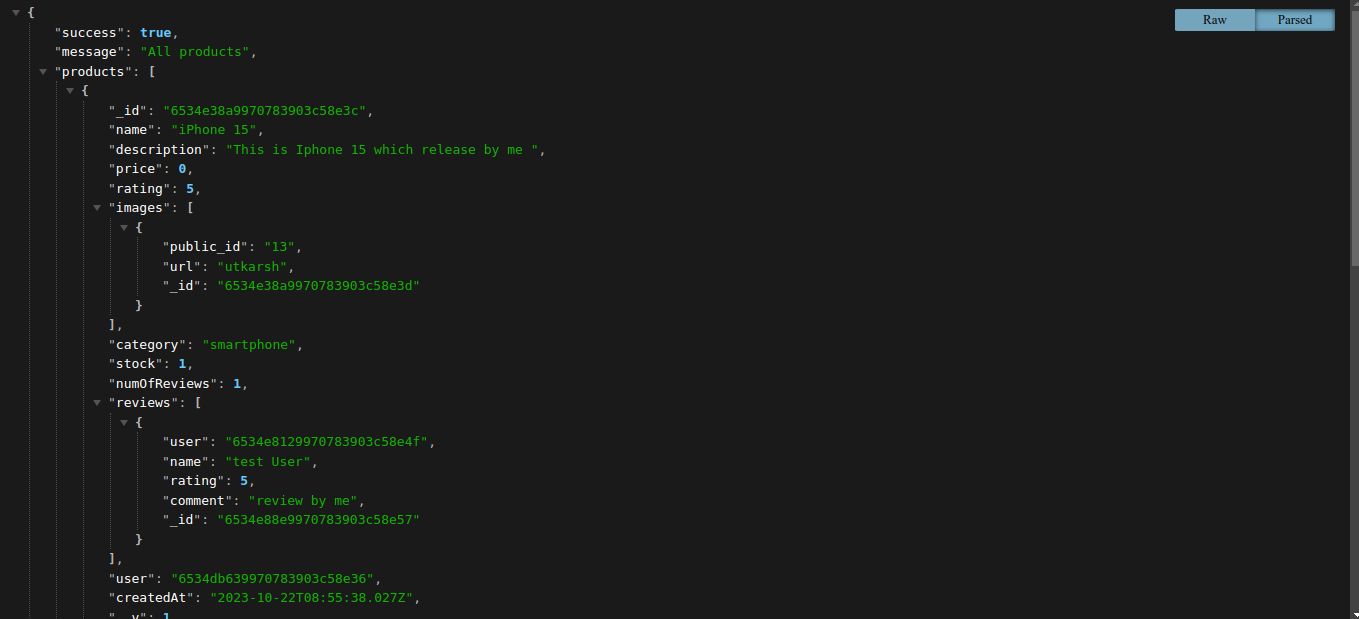 {
Raw Parsed
"success": true,
"message": "All products",
"products": [
{
"_id": "6534e38a9970783903c58e3c",
"name": "iPhone 15",
"description": "This is Iphone 15 which release by me ",
"price": 0,
"rating": 5,
"images": [
{
"public_id": "13",
"url": "utkarsh",
"_id": "6534e38a9970783903c58e3d"
}
],
"category": "smartphone",
"stock": 1,
"numOfReviews": 1,
"reviews": [
{
"user": "6534e8129970783903c58e4f",
"name": "test User",
"rating": 5,
"comment": "review by me",
"_id": "6534e88e9970783903c58e57"
}
],
"user": "6534db639970783903c58e36",
"createdAt": "2023-10-22T08:55:38.027Z",
"__v": 1